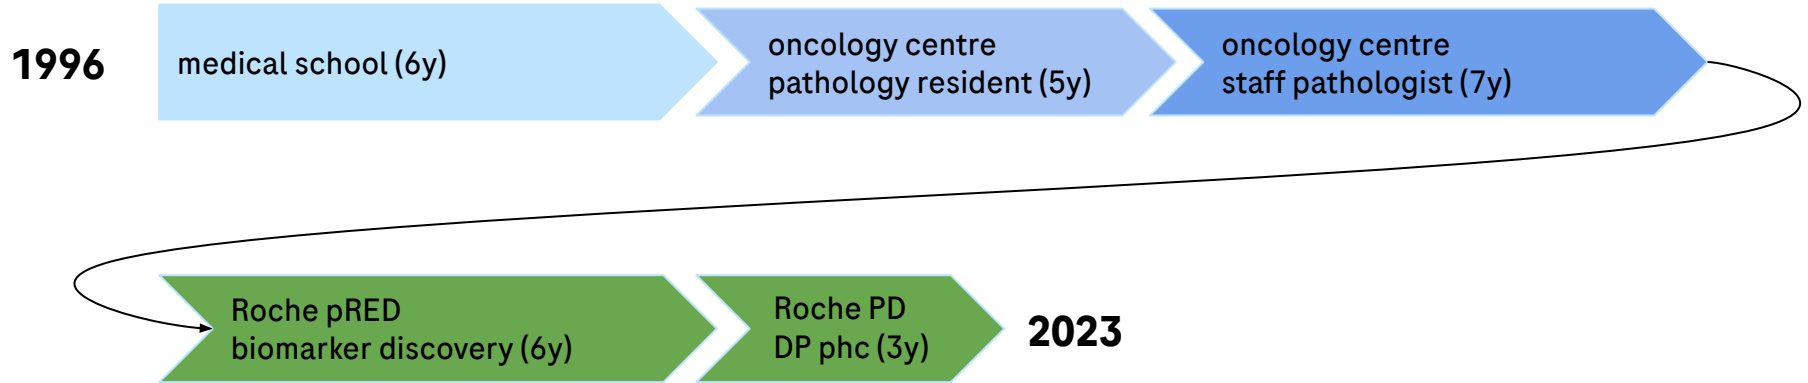 1996
medical school (6y)
oncology centre
pathology resident (5y)
oncology centre
staff pathologist (7y)
Roche pRED
biomarker discovery (6y)
Roche PD
DP phc (3y)
2023